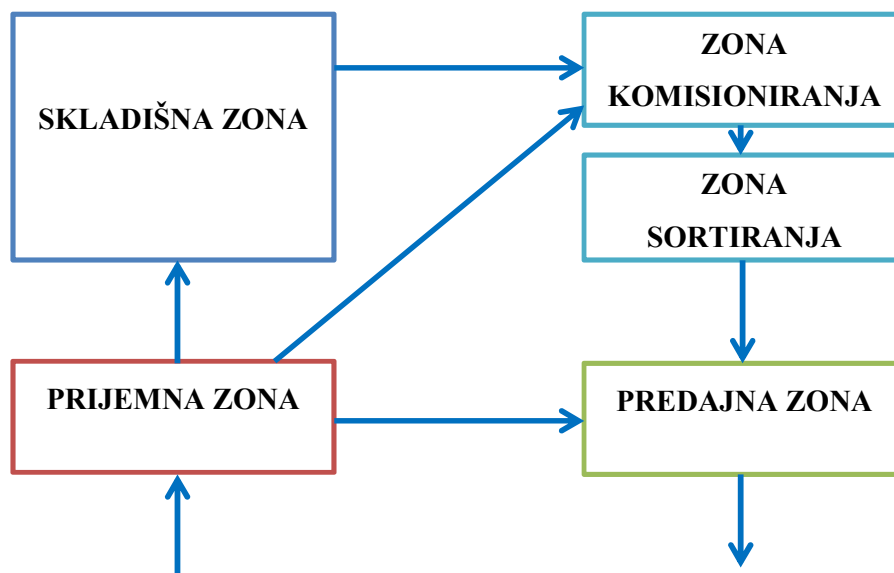 SKLADIŠNA ZONA
ZONA
KOMISIONIRANJA
ZONA
SORTIRANJA
PRIJEMNA ZONA
PREDAJNA ZONA